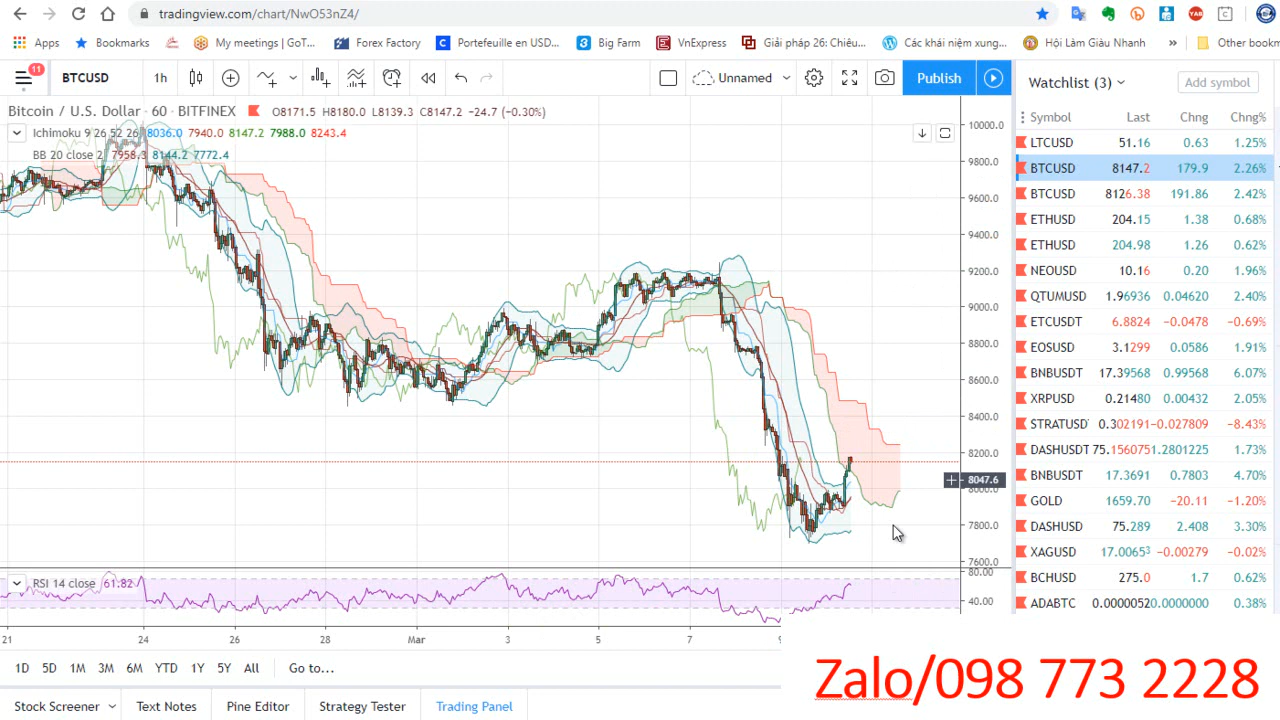 tradingview.com/chart/NwO53nZ4/
Apps Bookmarks My meetings | GoT... Forex Factory Portefeuille en USD... Big Farm VnExpress Giải pháp 26: Chiêu... Các khái niệm xung... Hội Làm Giàu Nhanh » Other bookm
11 BTCUSD 1h Unnamed Publish Watchlist (3) Add symbol
Bitcoin / U.S. Dollar · 60 · BITFINEX O8171.5 H8180.0 L8139.3 C8147.2 −24.7 (−0.30%)
Ichimoku 9 26 52 26 8036.0 7940.0 8147.2 7988.0 8243.4
BB 20 close 2 7958.3 8144.2 7772.4
10000.0
9800.0
9600.0
9400.0
9200.0
9000.0
8800.0
8600.0
8400.0
8200.0
8047.6
8000.0
7800.0
7600.0
RSI 14 close 61.82
80.00
40.00
21 24 26 28 Mar 3 5 7 9
Symbol Last Chng Chng%
LTCUSD 51.16 0.63 1.25%
BTCUSD 8147.2 179.9 2.26%
BTCUSD 8126.38 191.86 2.42%
ETHUSD 204.15 1.38 0.68%
ETHUSD 204.98 1.26 0.62%
NEOUSD 10.16 0.20 1.96%
QTUMUSD 1.96936 0.04620 2.40%
ETCUSDT 6.8824 −0.0478 −0.69%
EOSUSD 3.1299 0.0586 1.91%
BNBUSDT 17.39568 0.99568 6.07%
XRPUSD 0.21480 0.00432 2.05%
STRATUSD 0.302191 −0.027809 −8.43%
DASHUSDT 75.156075 1.2801225 1.73%
BNBUSDT 17.3691 0.7803 4.70%
GOLD 1659.70 −20.11 −1.20%
DASHUSD 75.289 2.408 3.30%
XAGUSD 17.0065³ −0.00279 −0.02%
BCHUSD 275.0 1.7 0.62%
ADABTC 0.0000052 0.0000000 0.38%
1D 5D 1M 3M 6M YTD 1Y 5Y All Go to...
Stock Screener Text Notes Pine Editor Strategy Tester Trading Panel
Zalo/098 773 2228